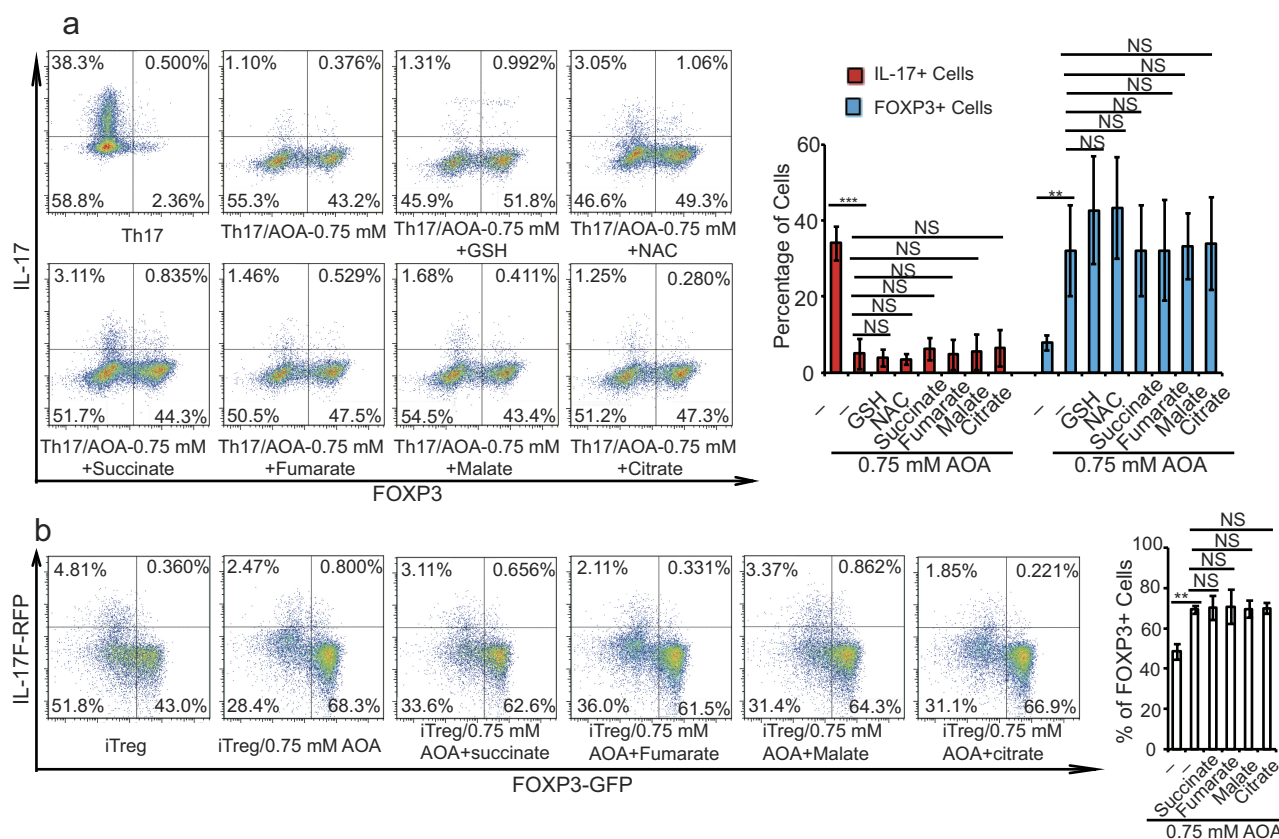 a
38.3% 0.500% 1.10% 0.376% 1.31% 0.992% 3.05% 1.06%
58.8% 2.36% 55.3% 43.2% 45.9% 51.8% 46.6% 49.3%
Th17 Th17/AOA-0.75 mM Th17/AOA-0.75 mM Th17/AOA-0.75 mM
+GSH +NAC
IL-17
3.11% 0.835% 1.46% 0.529% 1.68% 0.411% 1.25% 0.280%
51.7% 44.3% 50.5% 47.5% 54.5% 43.4% 51.2% 47.3%
Th17/AOA-0.75 mM Th17/AOA-0.75 mM Th17/AOA-0.75 mM Th17/AOA-0.75 mM
+Succinate +Fumarate +Malate +Citrate
FOXP3
IL-17+ Cells
FOXP3+ Cells
Percentage of Cells
60
40
20
0
***
NS
NS
NS
NS
NS
NS
**
NS
NS
NS
NS
NS
NS
– – GSH NAC Succinate Fumarate Malate Citrate
0.75 mM AOA
– – GSH NAC Succinate Fumarate Malate Citrate
0.75 mM AOA
b
IL-17F-RFP
4.81% 0.360% 2.47% 0.800% 3.11% 0.656% 2.11% 0.331% 3.37% 0.862% 1.85% 0.221%
51.8% 43.0% 28.4% 68.3% 33.6% 62.6% 36.0% 61.5% 31.4% 64.3% 31.1% 66.9%
iTreg iTreg/0.75 mM AOA iTreg/0.75 mM iTreg/0.75 mM iTreg/0.75 mM iTreg/0.75 mM
AOA+succinate AOA+Fumarate AOA+Malate AOA+citrate
FOXP3-GFP
% of FOXP3+ Cells
100
80
60
40
20
0
**
NS
NS
NS
NS
– – Succinate Fumarate Malate Citrate
0.75 mM AOA